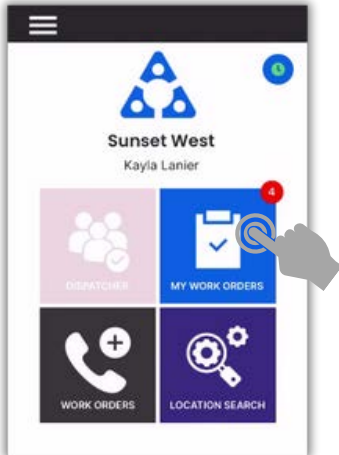 Sunset West
Kayla Lanier
4
DISPATCHER
MY WORK ORDERS
WORK ORDERS
LOCATION SEARCH